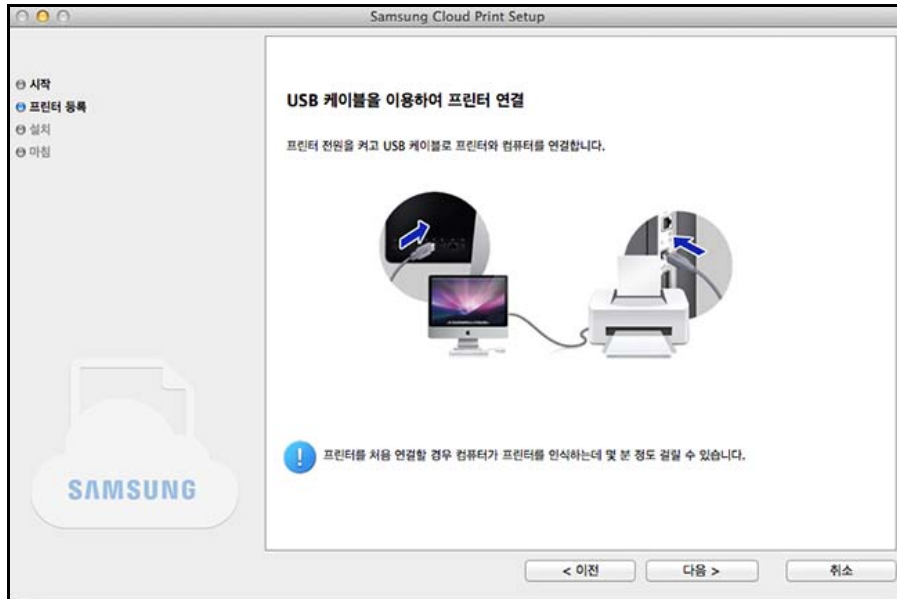 Samsung Cloud Print Setup
시작
프린터 등록
설치
마침
USB 케이블을 이용하여 프린터 연결
프린터 전원을 켜고 USB 케이블로 프린터와 컴퓨터를 연결합니다.
프린터를 처음 연결할 경우 컴퓨터가 프린터를 인식하는데 몇 분 정도 걸릴 수 있습니다.
SAMSUNG
< 이전
다음 >
취소